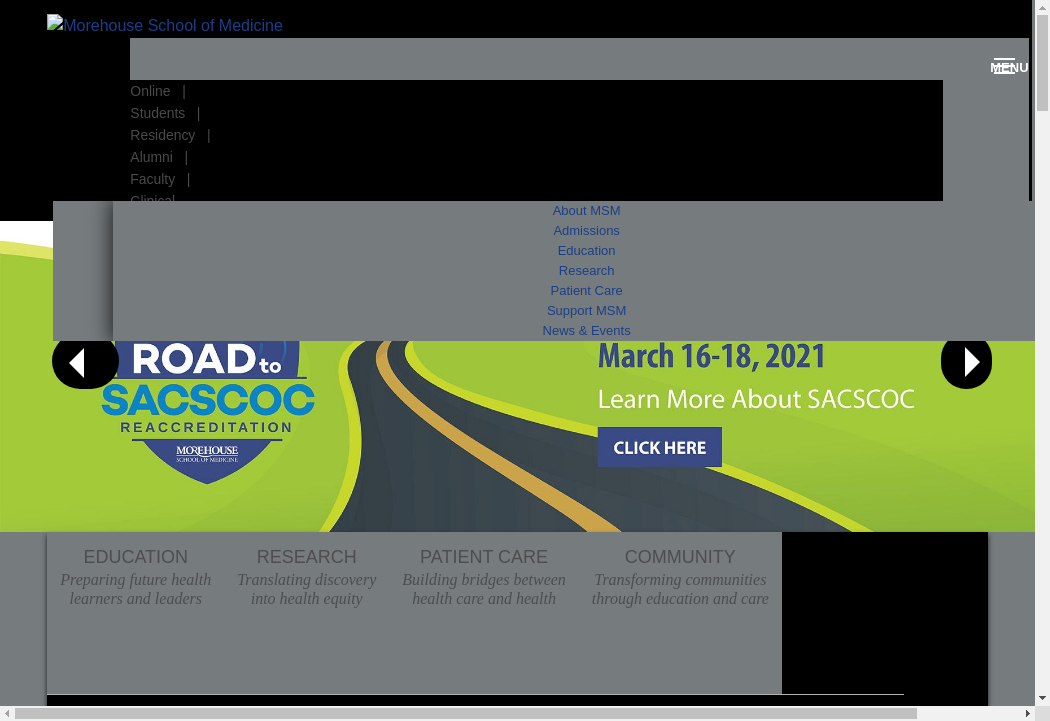 Morehouse School of Medicine
MENU
Online |
Students |
Residency |
Alumni |
Faculty |
Clinical
About MSM
Admissions
Education
Research
Patient Care
Support MSM
News & Events
ROAD to
SACSCOC
REACCREDITATION
MOREHOUSE
SCHOOL OF MEDICINE
March 16-18, 2021
Learn More About SACSCOC
CLICK HERE
EDUCATION
Preparing future health
learners and leaders
RESEARCH
Translating discovery
into health equity
PATIENT CARE
Building bridges between
health care and health
COMMUNITY
Transforming communities
through education and care